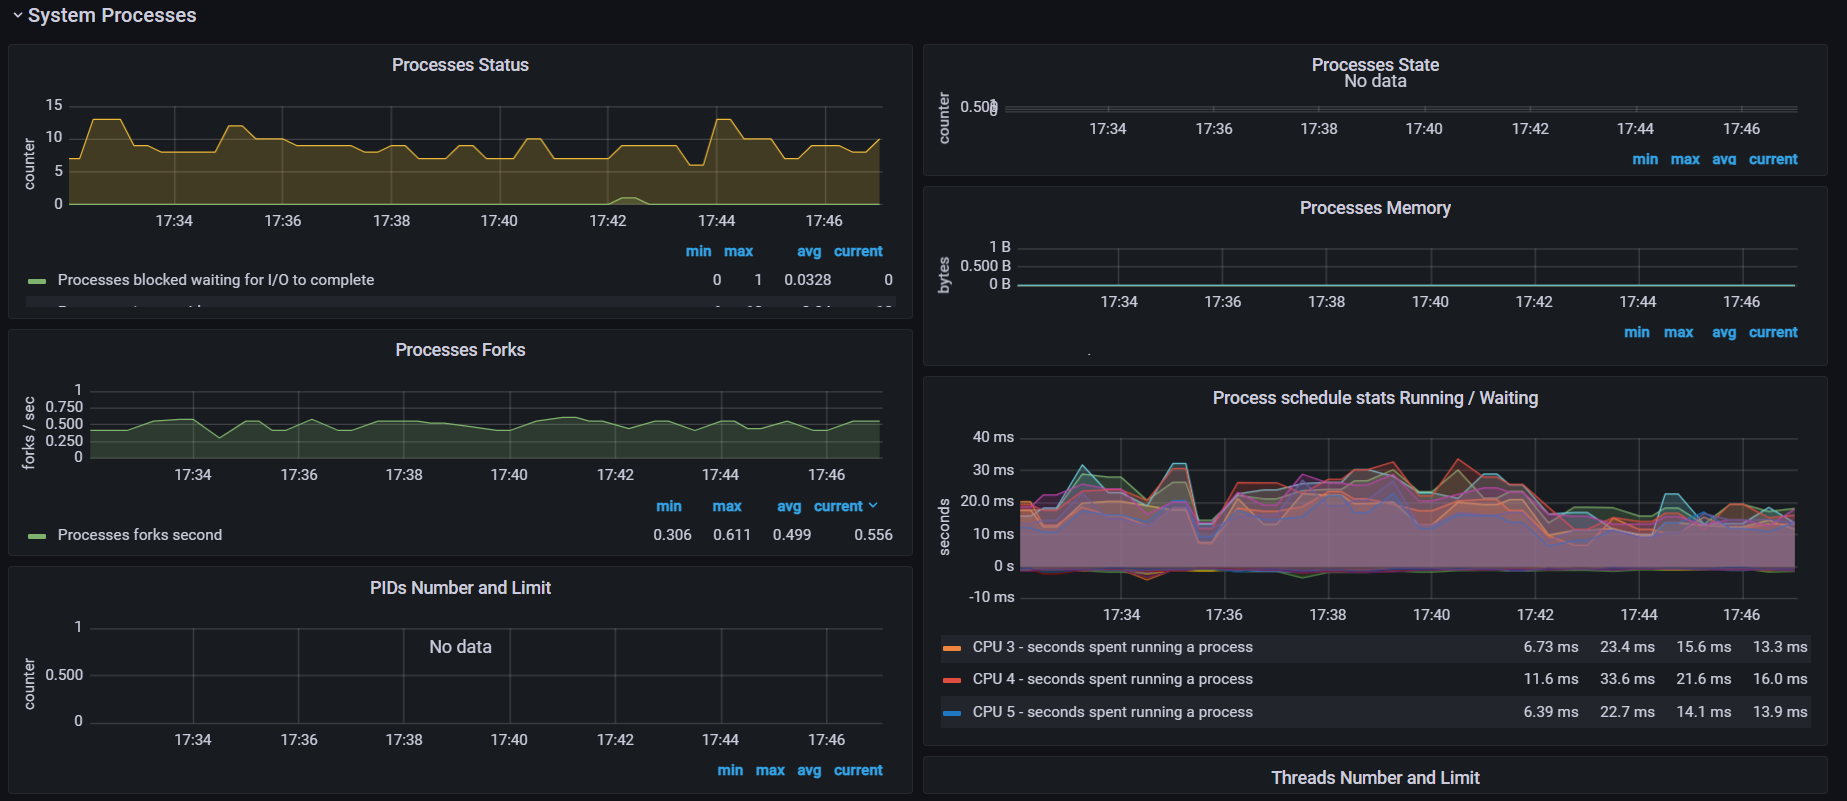 System Processes
Processes Status
15
10
5
0
counter
17:34 17:36 17:38 17:40 17:42 17:44 17:46
min max avg current
Processes blocked waiting for I/O to complete 0 1 0.0328 0
Processes Forks
1
0.750
0.500
0.250
0
forks / sec
17:34 17:36 17:38 17:40 17:42 17:44 17:46
min max avg current
Processes forks second 0.306 0.611 0.499 0.556
PIDs Number and Limit
No data
1
0.500
0
counter
17:34 17:36 17:38 17:40 17:42 17:44 17:46
min max avg current
Processes State
No data
counter
17:34 17:36 17:38 17:40 17:42 17:44 17:46
min max avg current
Processes Memory
1 B
0.500 B
0 B
bytes
17:34 17:36 17:38 17:40 17:42 17:44 17:46
min max avg current
Process schedule stats Running / Waiting
40 ms
30 ms
20.0 ms
10 ms
0 s
-10 ms
seconds
17:34 17:36 17:38 17:40 17:42 17:44 17:46
CPU 3 - seconds spent running a process 6.73 ms 23.4 ms 15.6 ms 13.3 ms
CPU 4 - seconds spent running a process 11.6 ms 33.6 ms 21.6 ms 16.0 ms
CPU 5 - seconds spent running a process 6.39 ms 22.7 ms 14.1 ms 13.9 ms
Threads Number and Limit